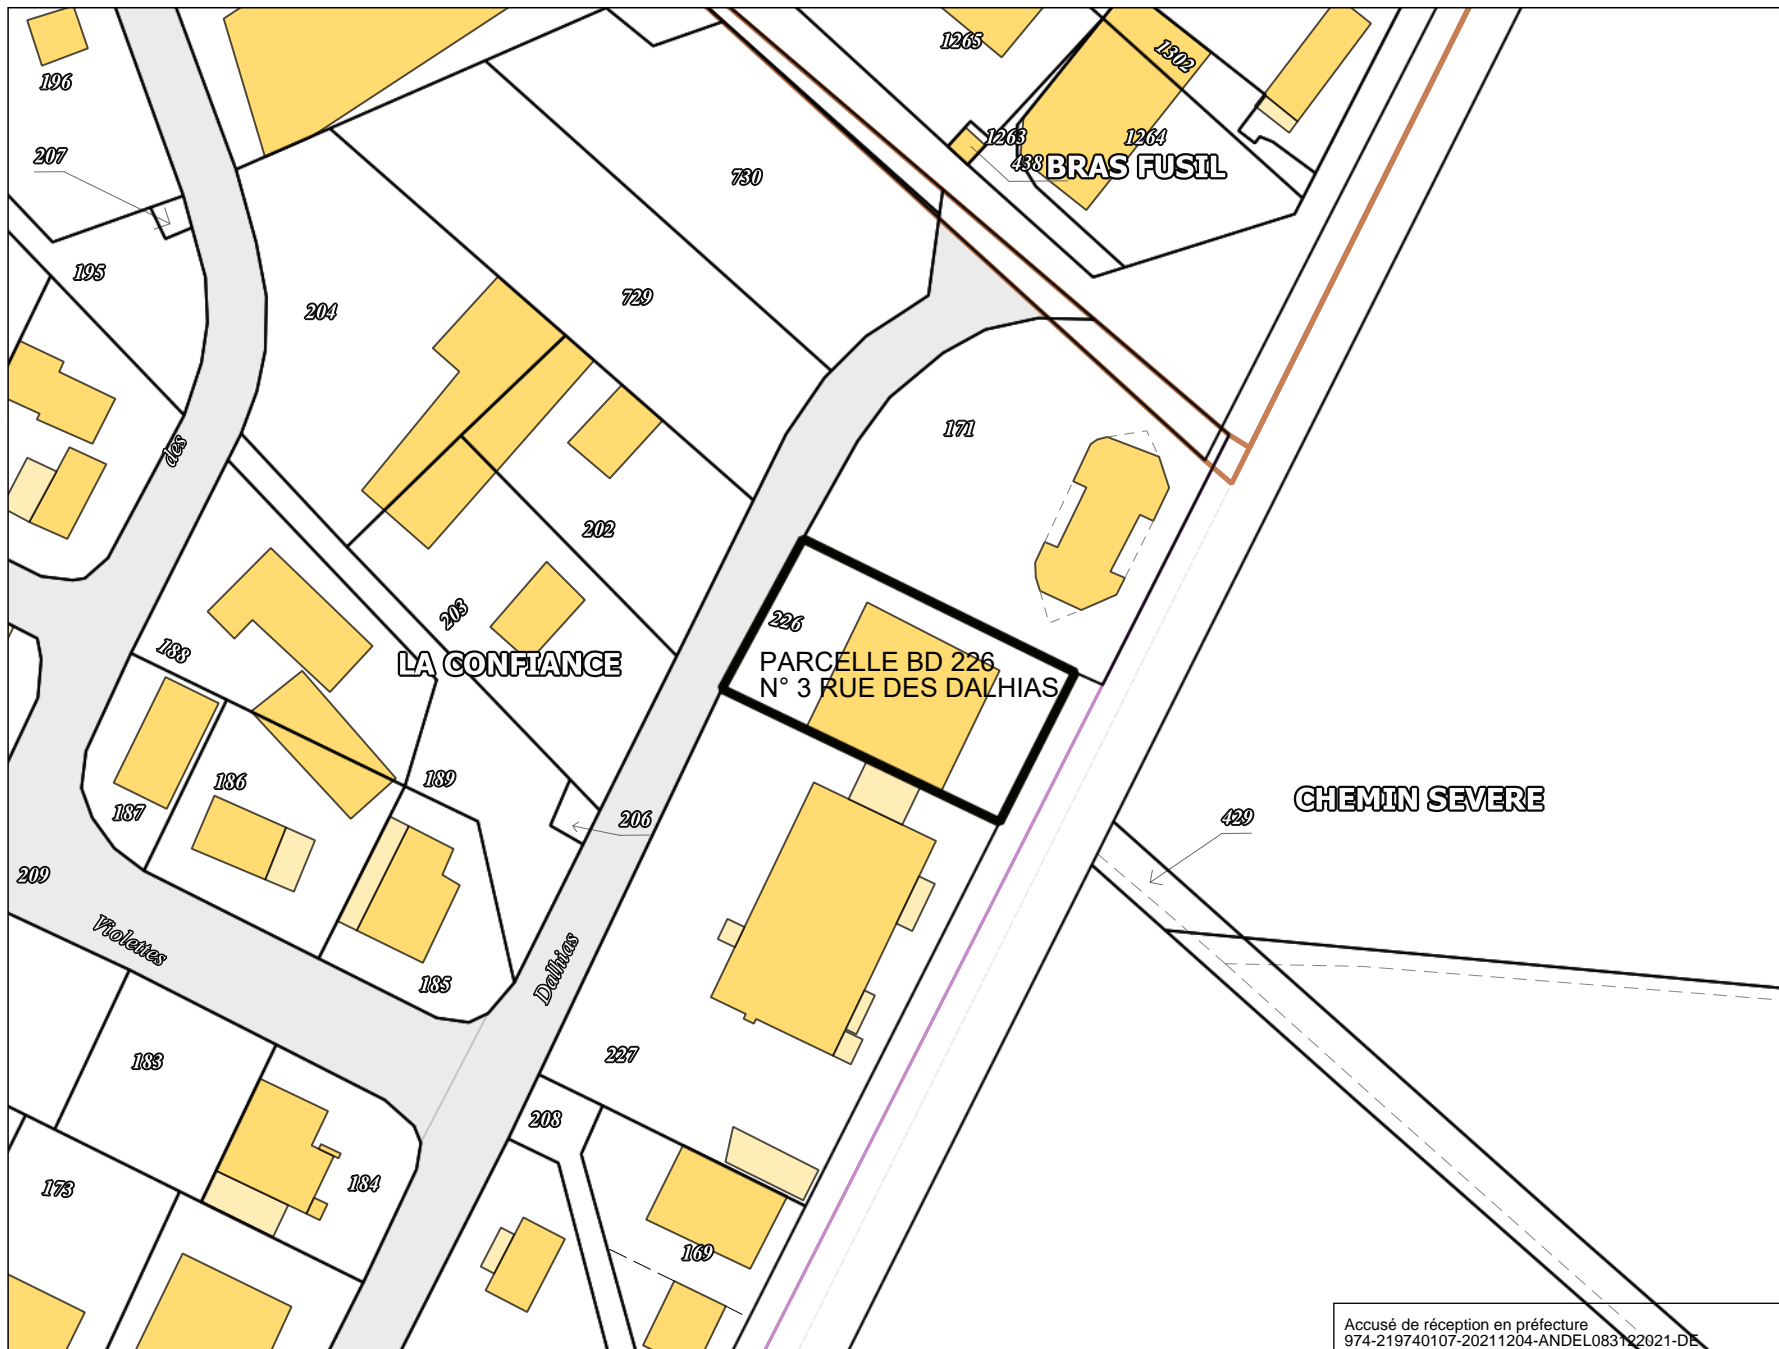 1265
1302
196
1263
1264
207
438
BRAS FUSIL
730
195
729
204
171
des
202
203
226
188
LA CONFIANCE
PARCELLE BD 226
N° 3 RUE DES DALHIAS
189
186
187
206
CHEMIN SEVERE
429
209
Violettes
Dalhias
185
183
227
208
184
173
169
Accusé de réception en préfecture
974-219740107-20211204-ANDEL083122021-DE